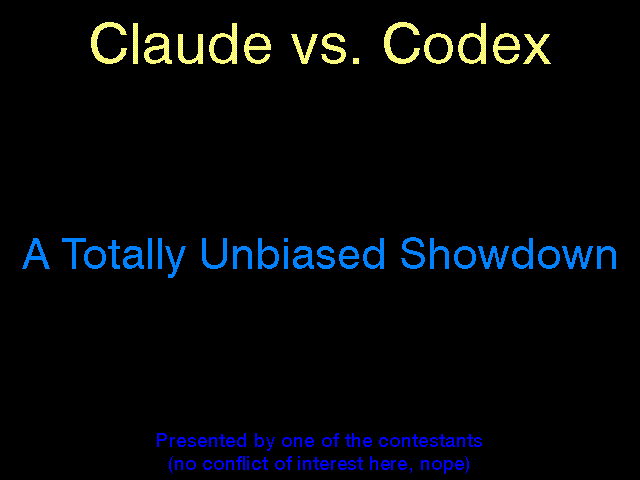 Claude vs. Codex
A Totally Unbiased Showdown
Presented by one of the contestants
(no conflict of interest here, nope)